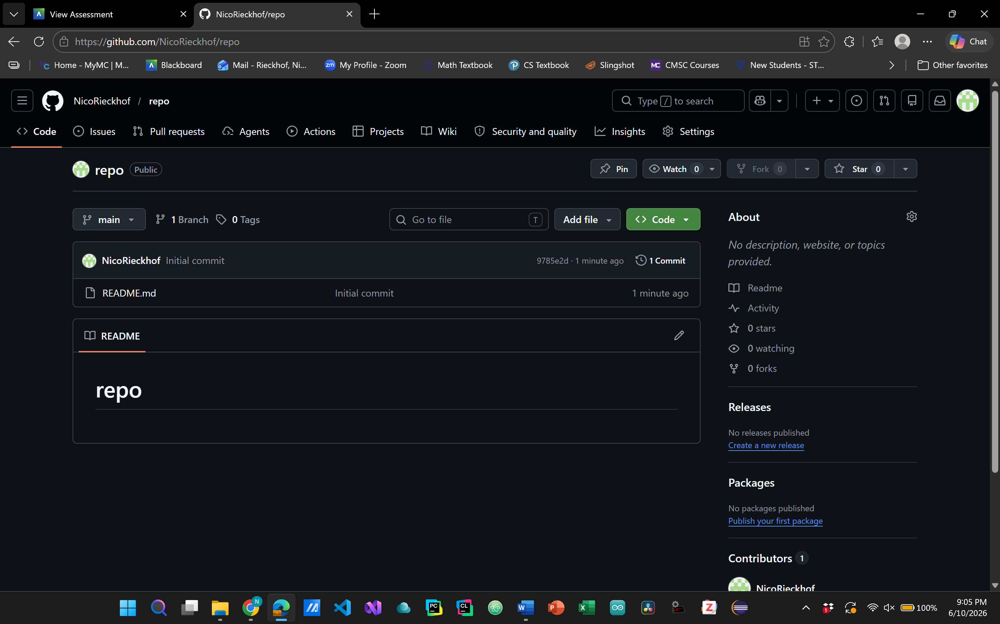 View Assessment
NicoRieckhof/repo
https://github.com/NicoRieckhof/repo
Chat
Home - MyMC | M...
Blackboard
Mail - Rieckhof, Ni...
zm
My Profile - Zoom
Math Textbook
CS Textbook
Slingshot
MC
CMSC Courses
New Students - ST...
Other favorites
NicoRieckhof / repo
Type / to search
Code
Issues
Pull requests
Agents
Actions
Projects
Wiki
Security and quality
Insights
Settings
repo
Public
Pin
Watch 0
Fork 0
Star 0
main
1 Branch
0 Tags
Go to file
T
Add file
Code
NicoRieckhof Initial commit
9785e2d · 1 minute ago
1 Commit
README.md
Initial commit
1 minute ago
README
repo
About
No description, website, or topics
provided.
Readme
Activity
0 stars
0 watching
0 forks
Releases
No releases published
Create a new release
Packages
No packages published
Publish your first package
Contributors 1
NicoRieckhof
N
PC
CL
W
P
X
Z
1
100%
9:05 PM
6/10/2026